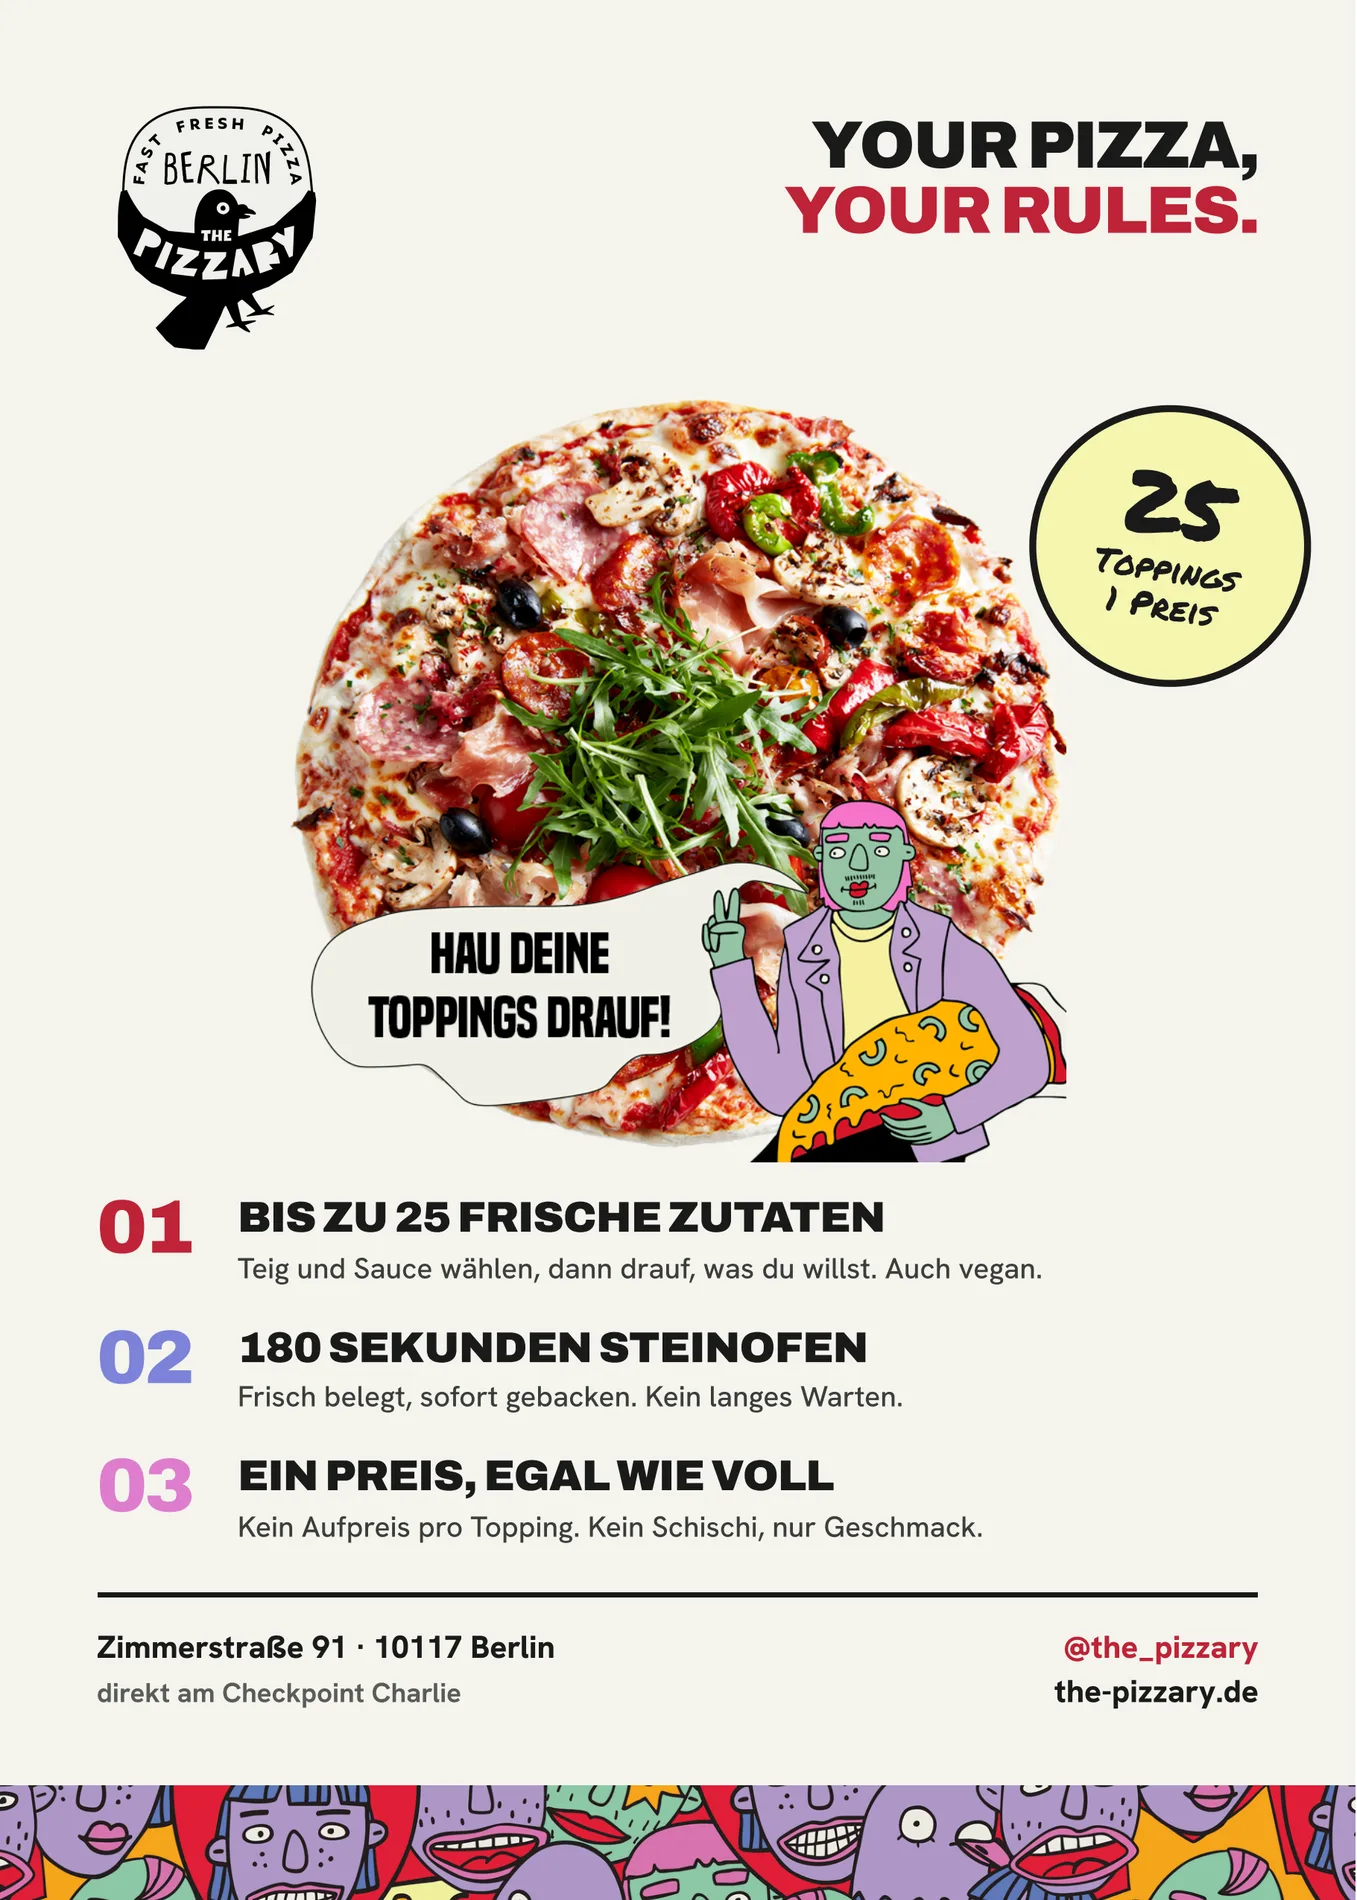 FAST FRESH PIZZA
BERLIN
THE
PIZZARY
YOUR PIZZA,
YOUR RULES.
25
TOPPINGS
1 PREIS
HAU DEINE
TOPPINGS DRAUF!
01
BIS ZU 25 FRISCHE ZUTATEN
Teig und Sauce wählen, dann drauf, was du willst. Auch vegan.
02
180 SEKUNDEN STEINOFEN
Frisch belegt, sofort gebacken. Kein langes Warten.
03
EIN PREIS, EGAL WIE VOLL
Kein Aufpreis pro Topping. Kein Schischi, nur Geschmack.
Zimmerstraße 91 · 10117 Berlin
direkt am Checkpoint Charlie
@the_pizzary
the-pizzary.de